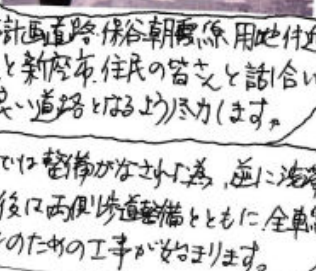 計画道路 保谷朝霞線 用地付近
と新座市 住民の皆さんと話合い
良い道路となるよう尽力します。
では整備がなされた為、逆に渋滞
後は両側歩道整備とともに、全車線
のための工事が始まります。